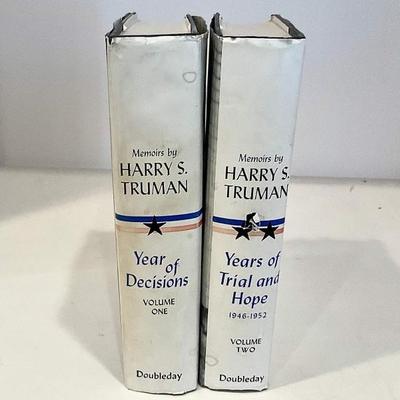 Memoirs by
HARRY S.
TRUMAN
Year
of
Decisions
VOLUME
ONE
Doubleday
Memoirs by
HARRY S.
TRUMAN
Years of
Trial and
Hope
1946-1952
VOLUME
TWO
Doubleday